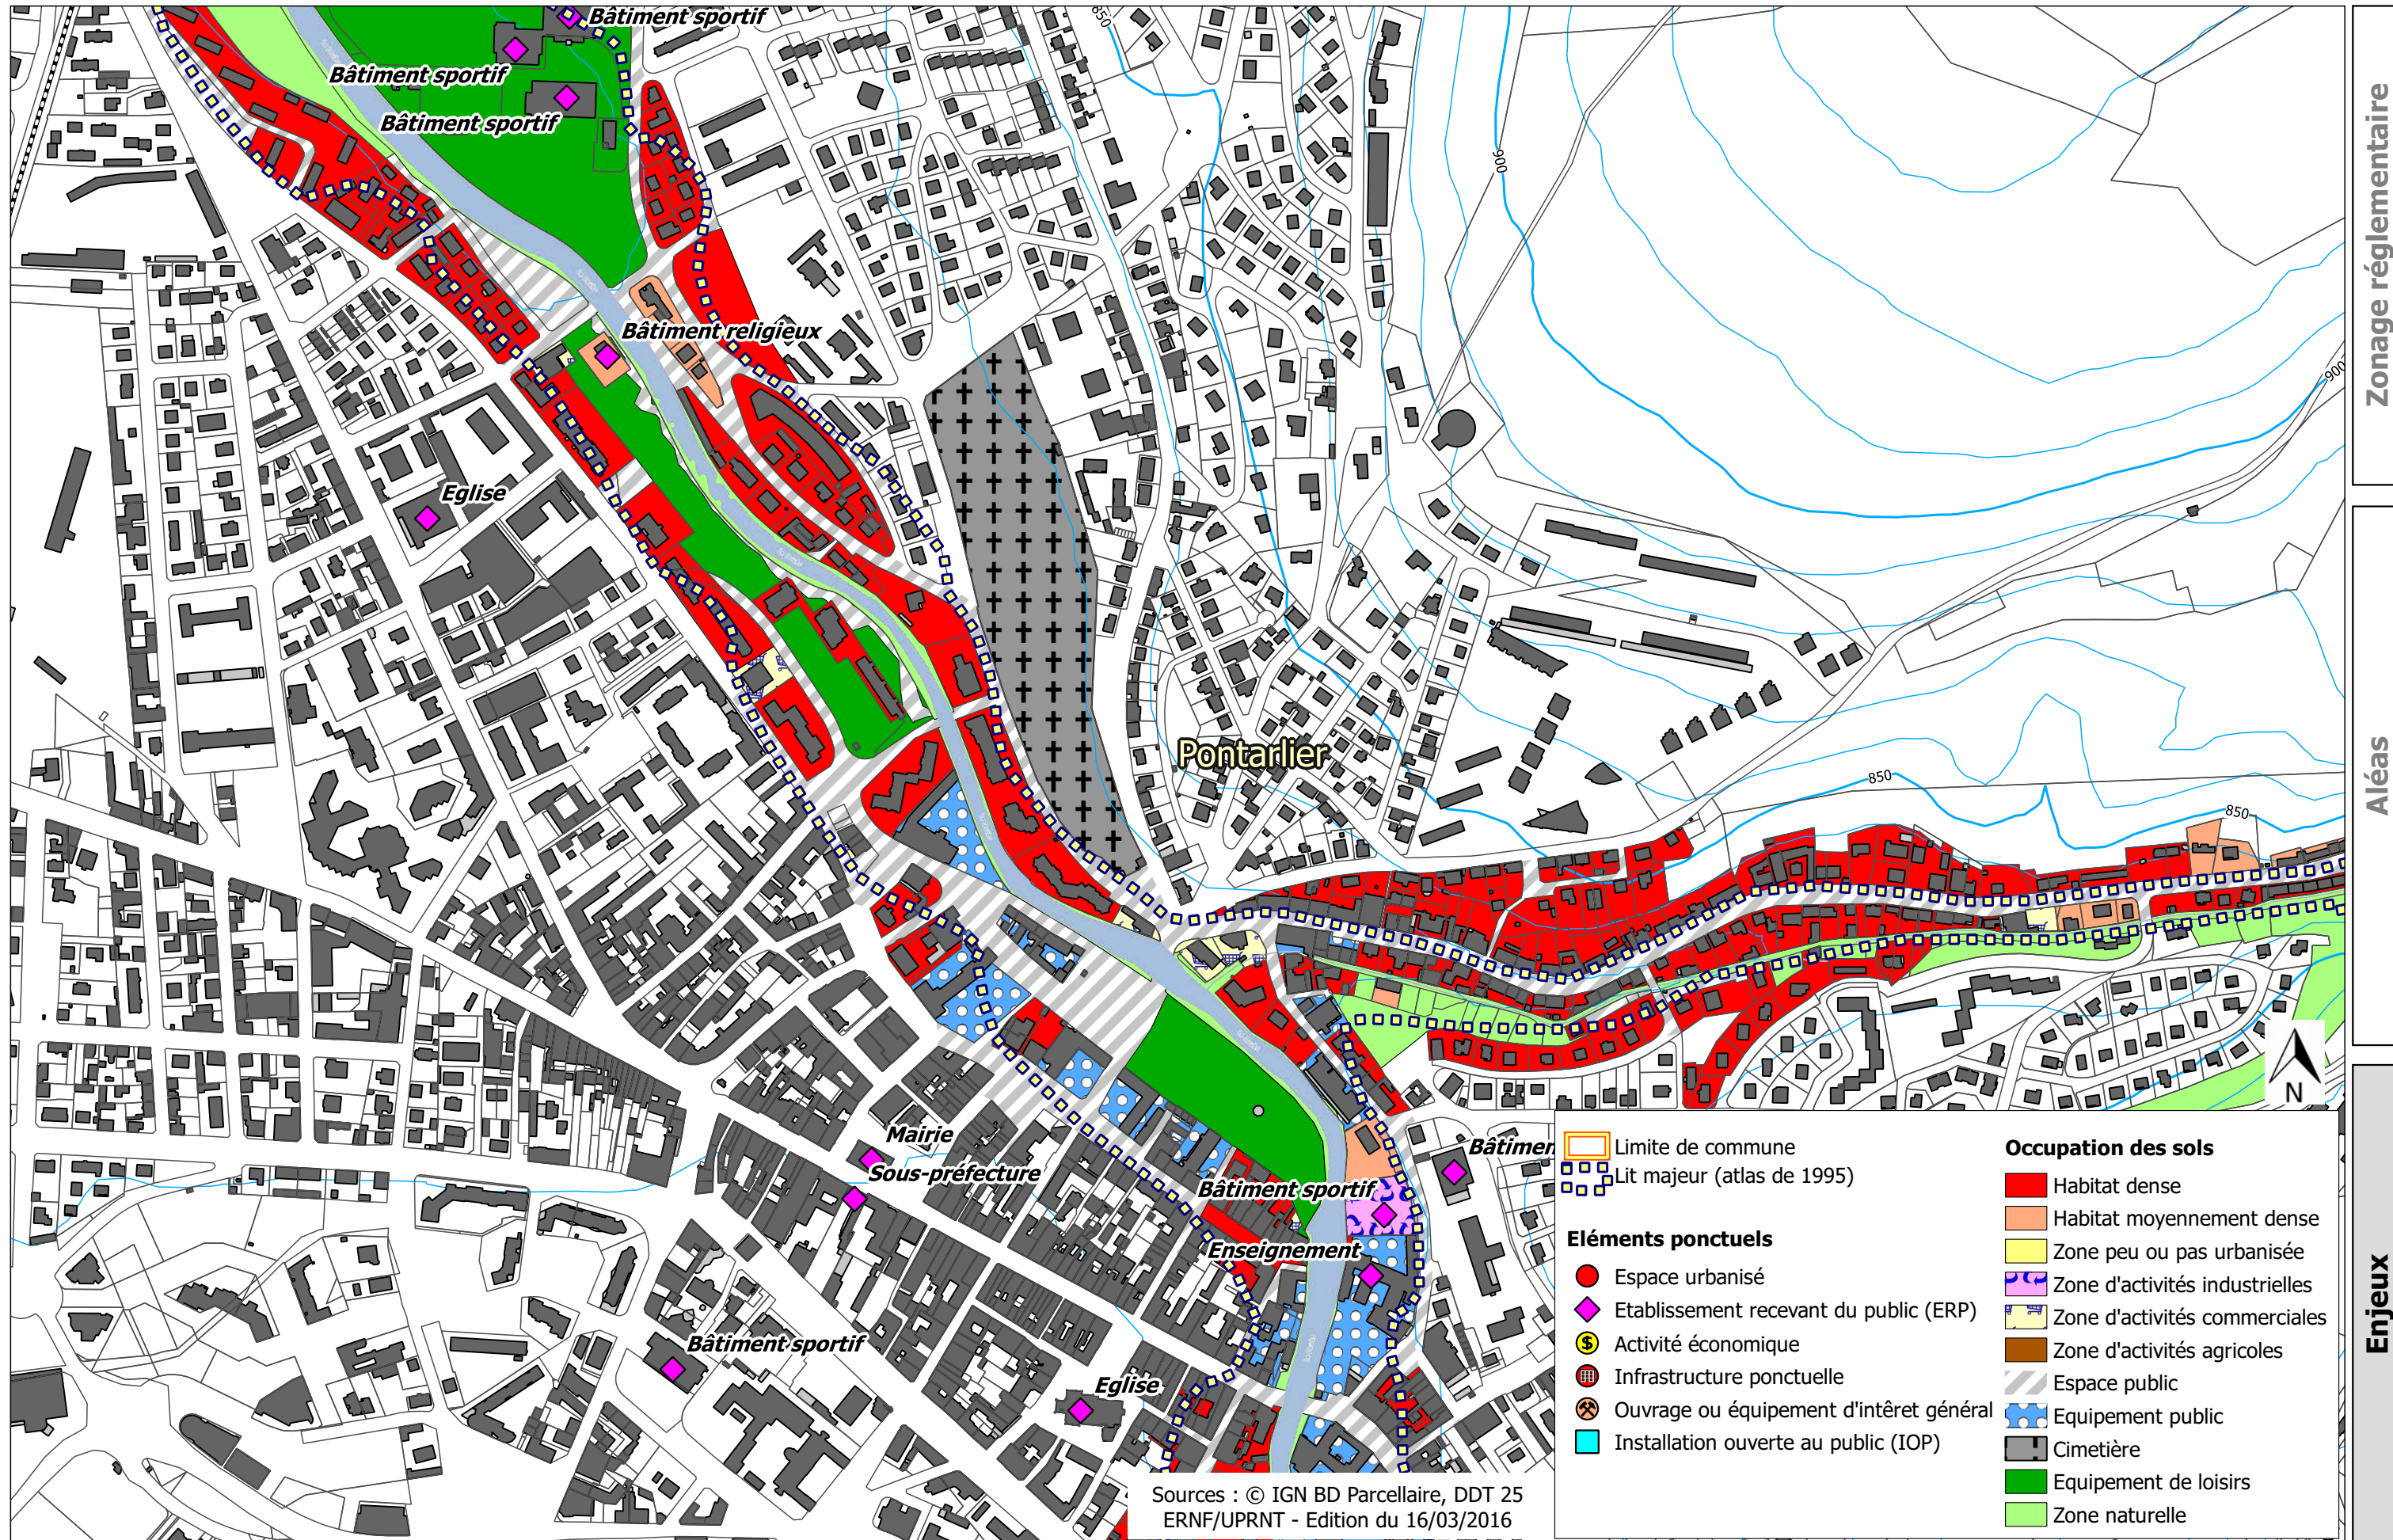 Bâtiment sportif
850
Bâtiment sportif
Bâtiment sportif
900
Bâtiment religieux
900
Eglise
Pontarlier
850
850
Mairie
Sous-préfecture
Bâtiment sportif
Enseignement
Bâtimen
Bâtiment sportif
Eglise
N
Limite de commune
Lit majeur (atlas de 1995)
Eléments ponctuels
Espace urbanisé
Etablissement recevant du public (ERP)
Activité économique
Infrastructure ponctuelle
Ouvrage ou équipement d'intêret général
Installation ouverte au public (IOP)
Occupation des sols
Habitat dense
Habitat moyennement dense
Zone peu ou pas urbanisée
Zone d'activités industrielles
Zone d'activités commerciales
Zone d'activités agricoles
Espace public
Equipement public
Cimetière
Equipement de loisirs
Zone naturelle
Sources : © IGN BD Parcellaire, DDT 25
ERNF/UPRNT - Edition du 16/03/2016
Zonage réglementaire
Aléas
Enjeux